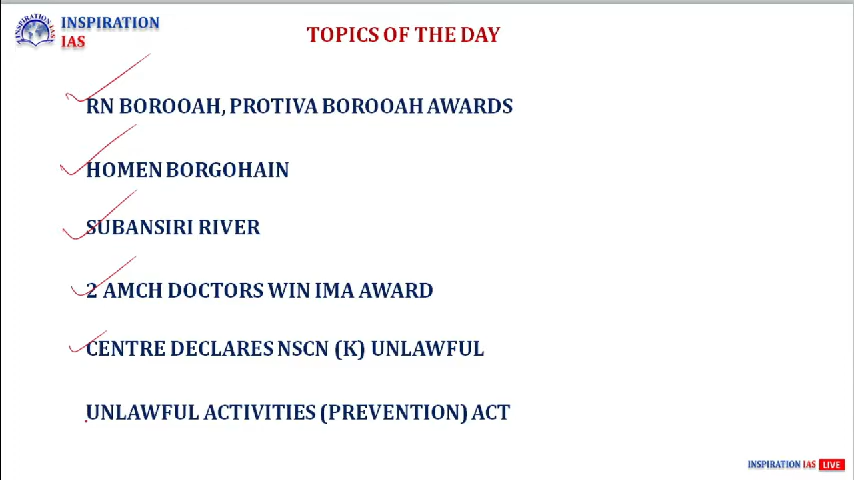 INSPIRATION
IAS
TOPICS OF THE DAY
RN BOROOAH, PROTIVA BOROOAH AWARDS
HOMEN BORGOHAIN
SUBANSIRI RIVER
2 AMCH DOCTORS WIN IMA AWARD
CENTRE DECLARES NSCN (K) UNLAWFUL
UNLAWFUL ACTIVITIES (PREVENTION) ACT
INSPIRATION IAS LIVE